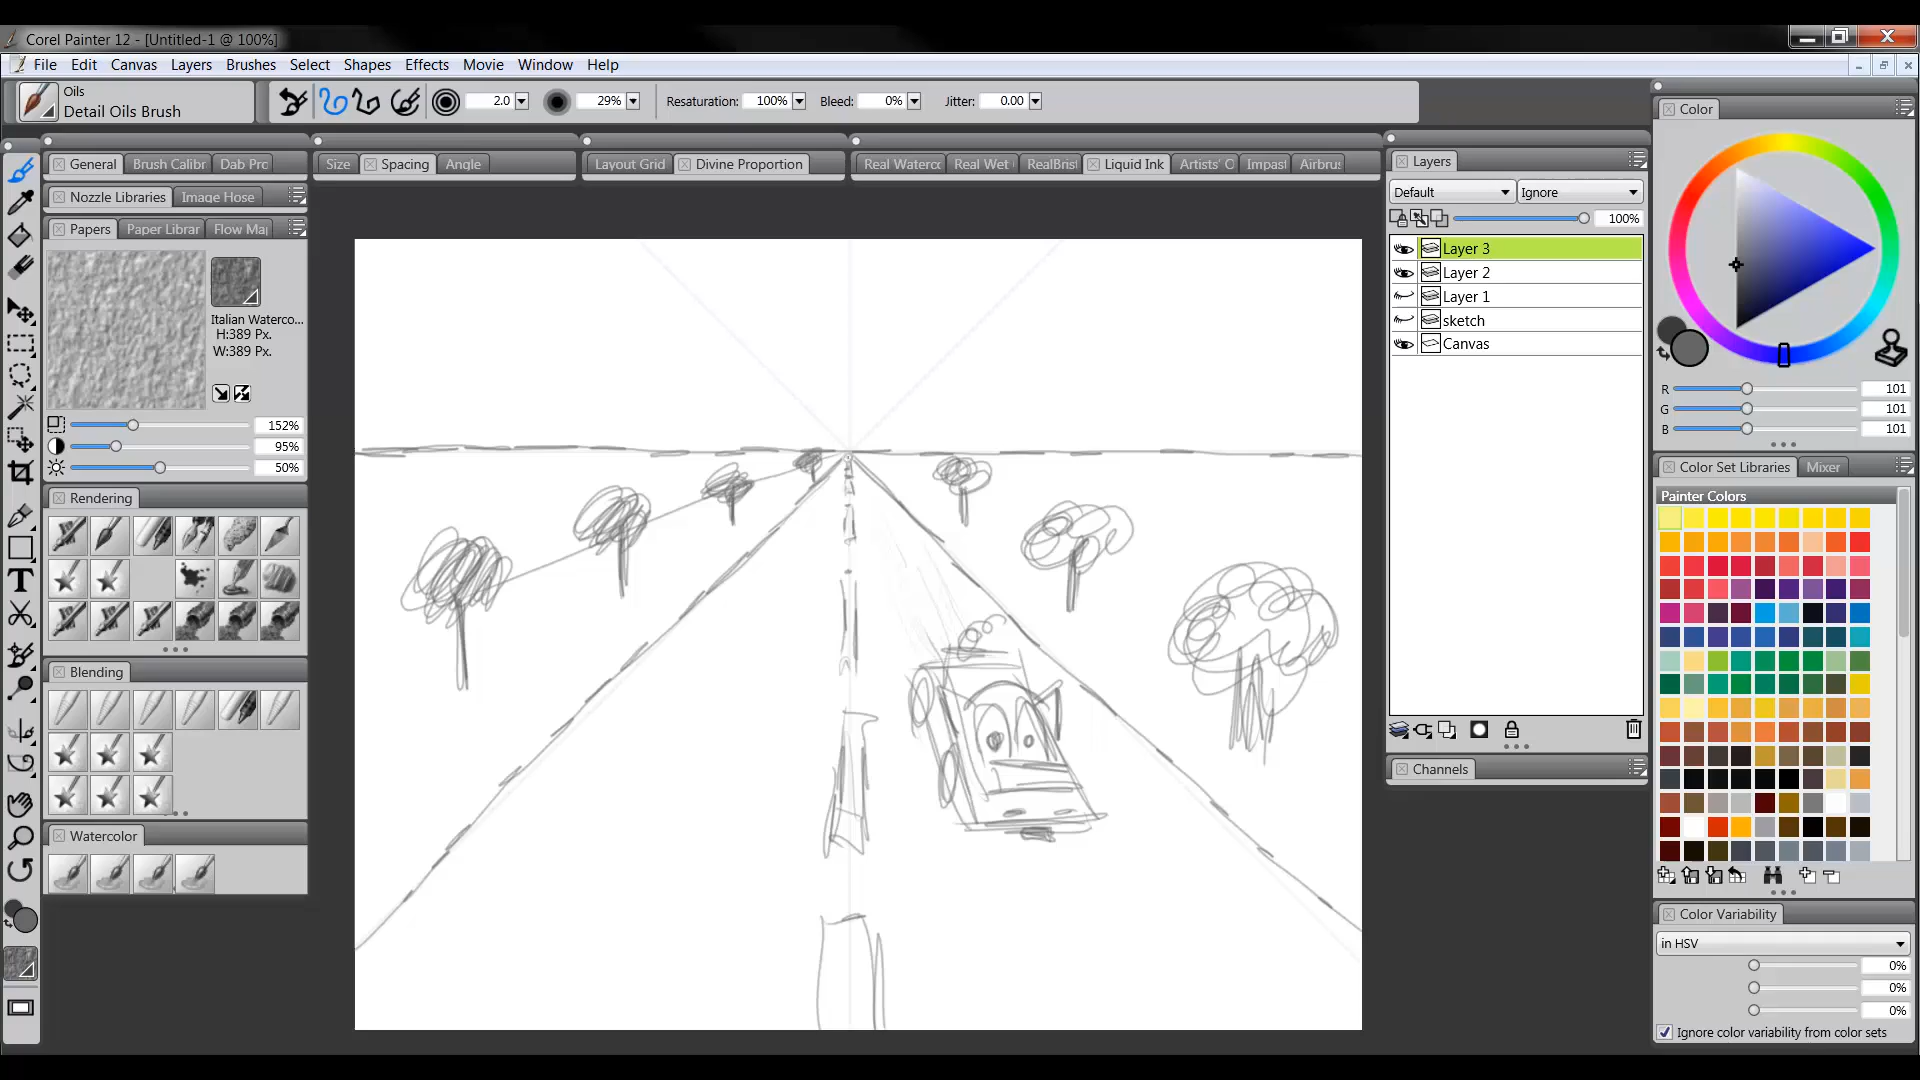 Corel Painter 12 - [Untitled-1 @ 100%]
File Edit Canvas Layers Brushes Select Shapes Effects Movie Window Help
Oils
Detail Oils Brush
2.0 29% Resaturation: 100% Bleed: 0% Jitter: 0.00
General Brush Calibr Dab Pro
Size Spacing Angle
Layout Grid Divine Proportion
Real Waterco Real Wet Real Brist Liquid Ink Artists' O Impast Airbrus
Nozzle Libraries Image Hose
Papers Paper Librar Flow Map
Italian Waterco...
H:389 Px.
W:389 Px.
152%
95%
50%
Rendering
Blending
Watercolor
T
Layers
Default Ignore
100%
Layer 3
Layer 2
Layer 1
sketch
Canvas
Channels
Color
R 101
G 101
B 101
Color Set Libraries Mixer
Painter Colors
Color Variability
in HSV
0%
0%
0%
Ignore color variability from color sets